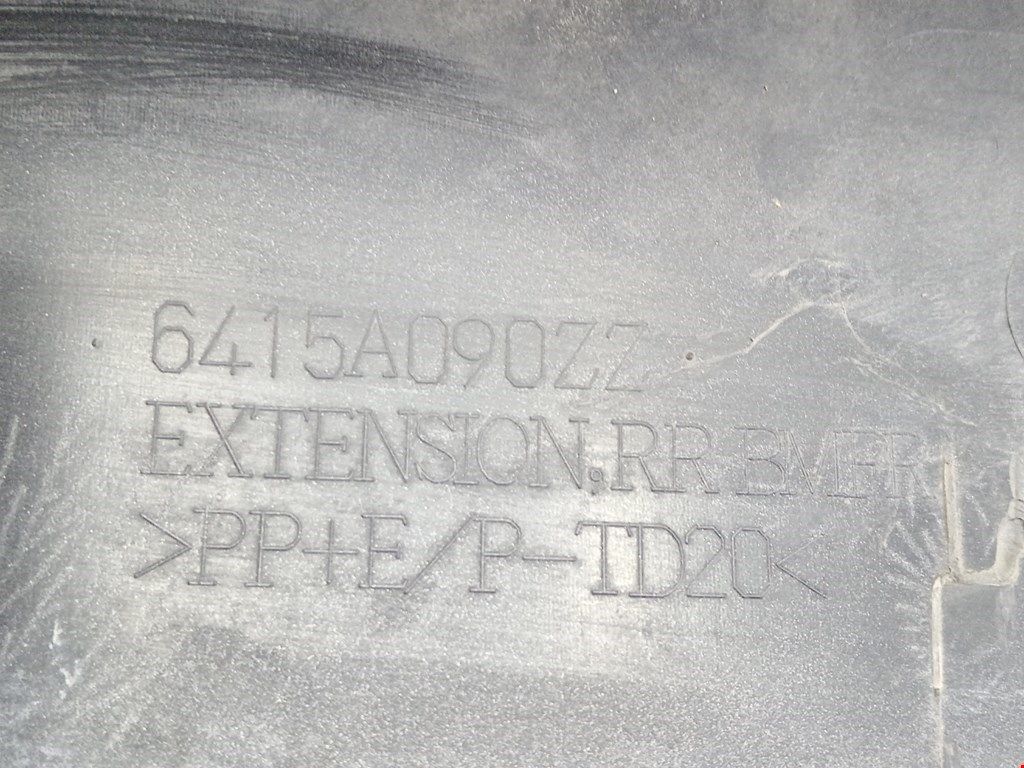 6415A090ZZ
EXTENSION,RR BMPR
>PP+E/P-TD20<